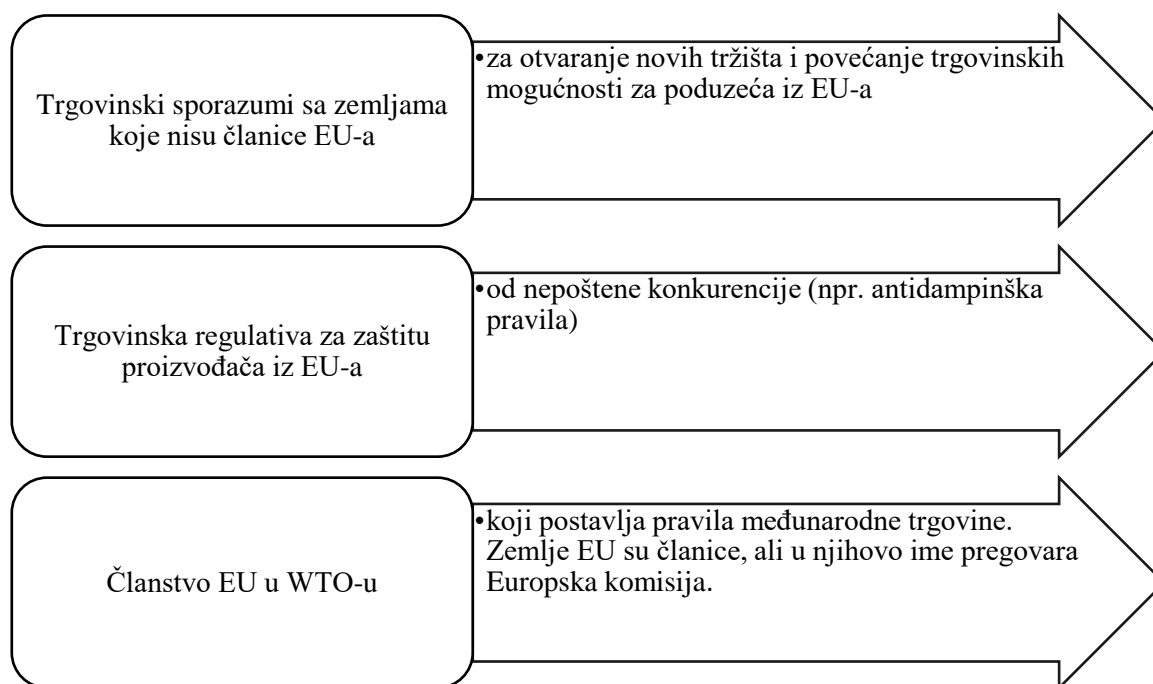 Trgovinski sporazumi sa zemljama
koje nisu članice EU-a
•za otvaranje novih tržišta i povećanje trgovinskih
mogućnosti za poduzeća iz EU-a
Trgovinska regulativa za zaštitu
proizvođača iz EU-a
•od nepoštene konkurencije (npr. antidampinška
pravila)
Članstvo EU u WTO-u
•koji postavlja pravila međunarodne trgovine.
Zemlje EU su članice, ali u njihovo ime pregovara
Europska komisija.